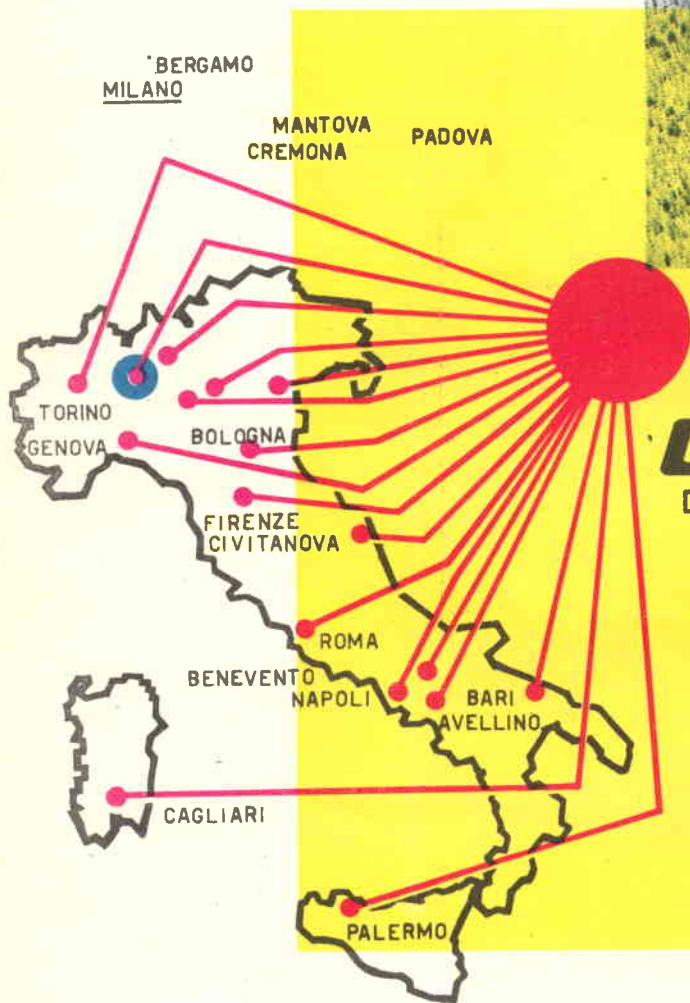 BERGAMO
MILANO
MANTOVA PADOVA
CREMONA
TORINO
GENOVA
BOLOGNA
FIRENZE
CIVITANOVA
ROMA
BENEVENTO
NAPOLI
BARI
AVELLINO
CAGLIARI
PALERMO